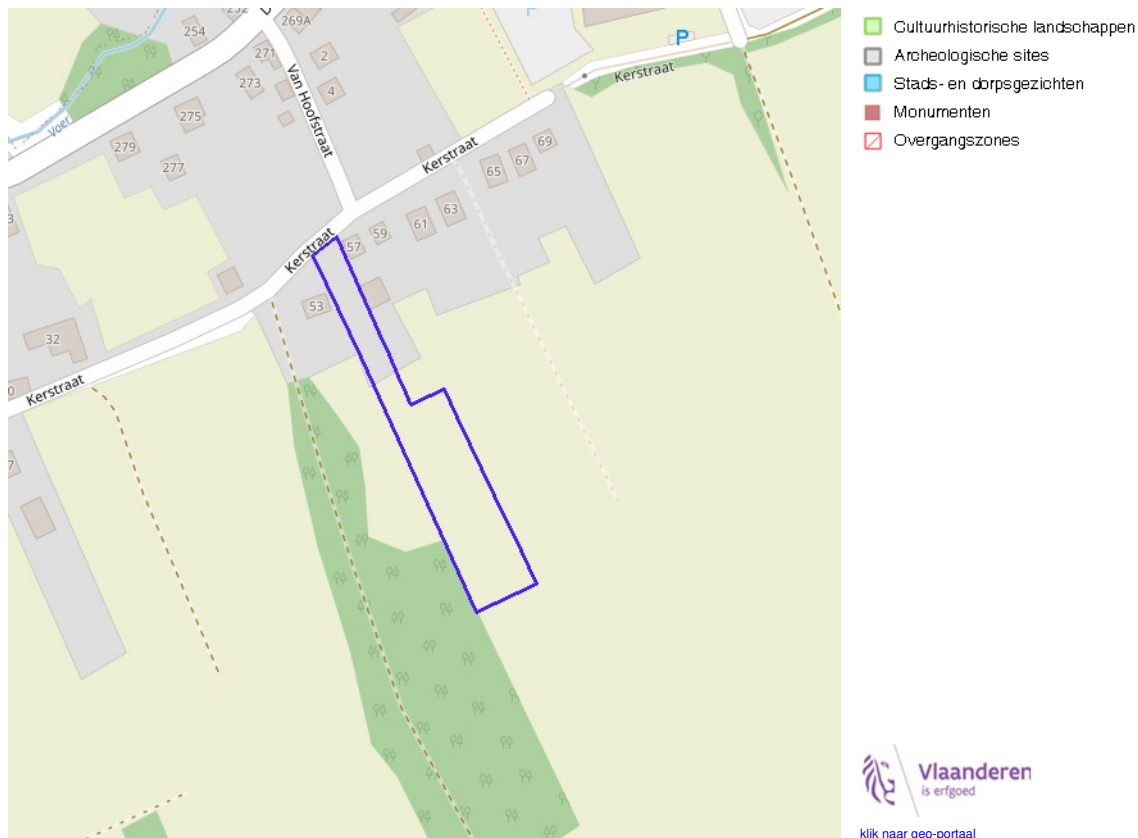 269A
254
271
2
273
4
275
Van Hoofstraat
Voer
279
277
P
Kerstraat
Kerstraat
69
67
65
63
61
59
57
Kerstraat
53
32
Kerstraat
Cultuurhistorische landschappen
Archeologische sites
Stads- en dorpsgezichten
Monumenten
Overgangszones
Vlaanderen
is erfgoed
klik naar geo-portaal